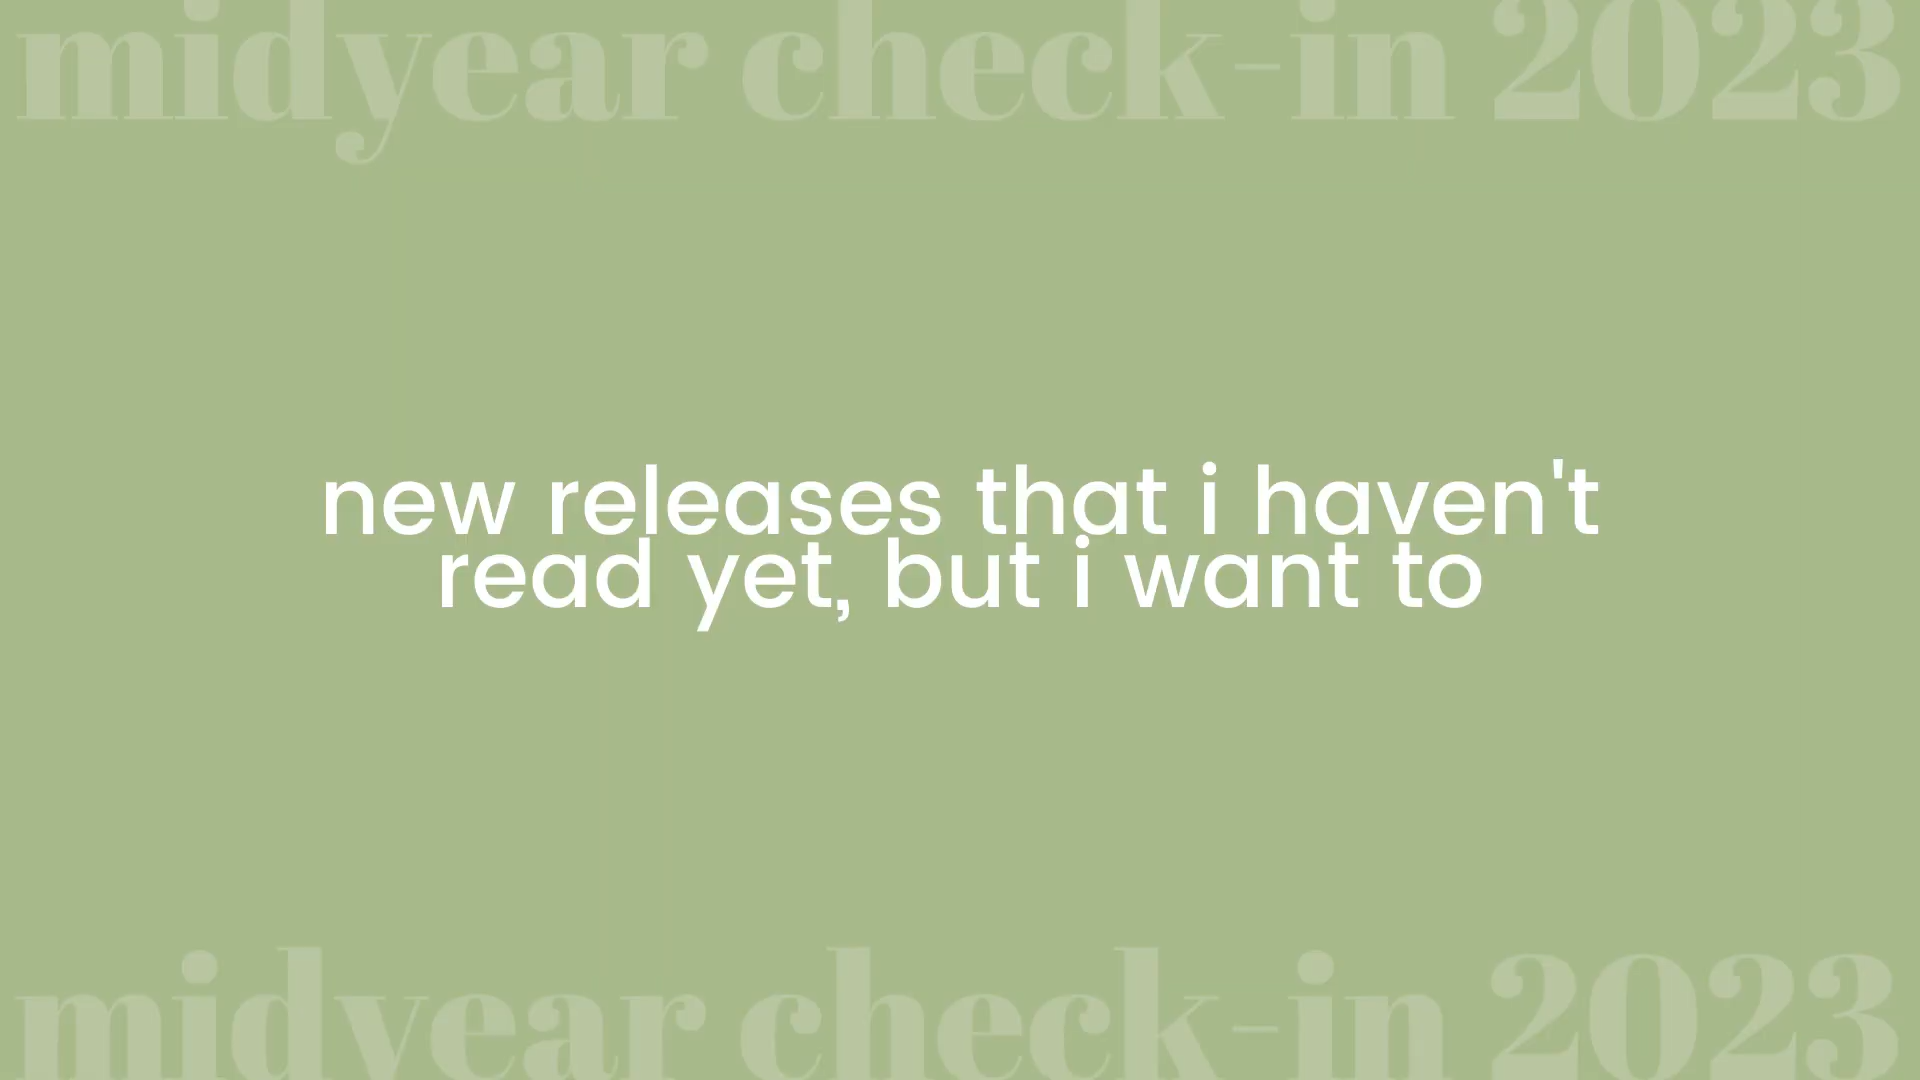 midyear check-in 2023
new releases that i haven't
read yet, but i want to
midyear check-in 2023